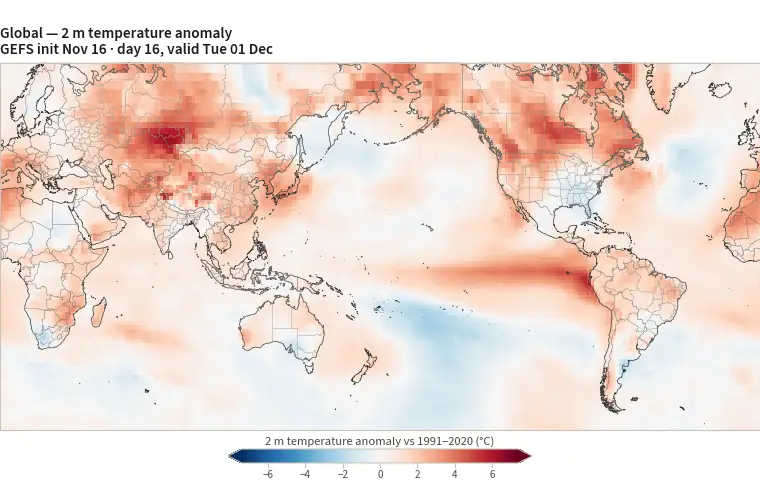 Global — 2 m temperature anomaly
GEFS init Nov 16 · day 16, valid Tue 01 Dec
2 m temperature anomaly vs 1991–2020 (°C)
−6 −4 −2 0 2 4 6